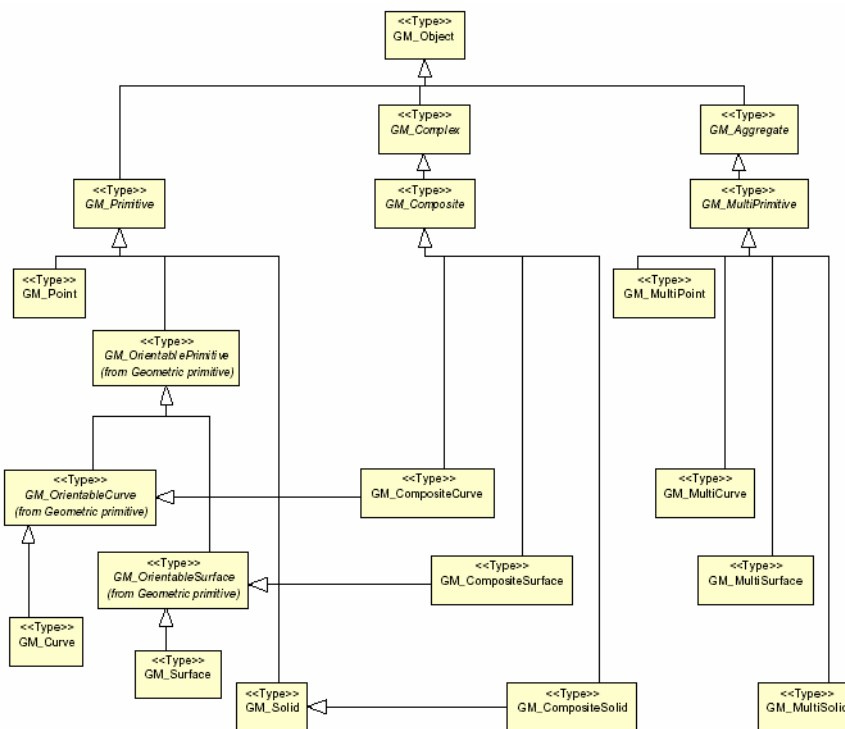 <<Type>>
GM_Object
<<Type>>
GM_Complex
<<Type>>
GM_Aggregate
<<Type>>
GM_Primitive
<<Type>>
GM_Composite
<<Type>>
GM_MultiPrimitive
<<Type>>
GM_Point
<<Type>>
GM_MultiPoint
<<Type>>
GM_OrientablePrimitive
(from Geometric primitive)
<<Type>>
GM_OrientableCurve
(from Geometric primitive)
<<Type>>
GM_CompositeCurve
<<Type>>
GM_MultiCurve
<<Type>>
GM_OrientableSurface
(from Geometric primitive)
<<Type>>
GM_CompositeSurface
<<Type>>
GM_MultiSurface
<<Type>>
GM_Curve
<<Type>>
GM_Surface
<<Type>>
GM_Solid
<<Type>>
GM_CompositeSolid
<<Type>>
GM_MultiSolid